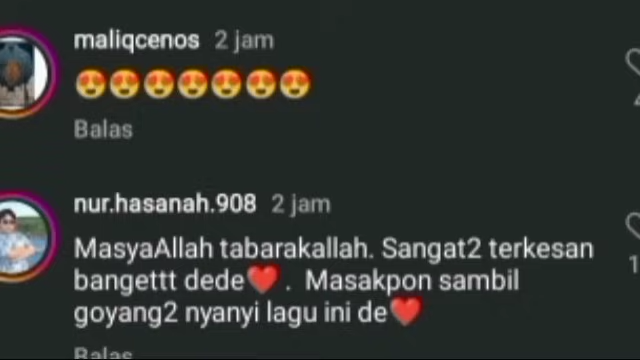 maliqcenos 2 jam
😍😍😍😍😍😍😍
Balas
nur.hasanah.908 2 jam
MasyaAllah tabarakallah. Sangat2 terkesan
bangettt dede❤️ . Masakpon sambil
goyang2 nyanyi lagu ini de❤️
Balas